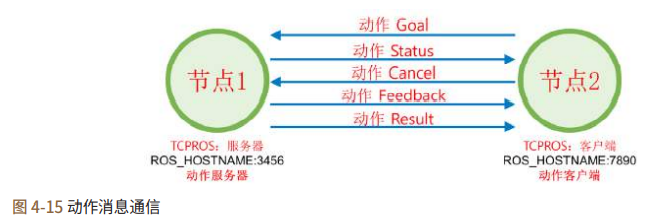 动作 Goal
动作 Status
动作 Cancel
动作 Feedback
动作 Result
节点1
节点2
TCPROS：服务器
ROS_HOSTNAME:3456
动作服务器
TCPROS：客户端
ROS_HOSTNAME:7890
动作客户端
图 4-15 动作消息通信